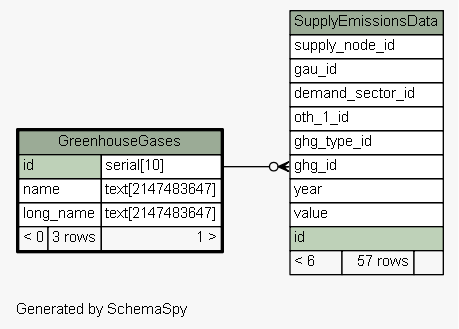 SupplyEmissionsData
supply_node_id
gau_id
demand_sector_id
oth_1_id
ghg_type_id
ghg_id
year
value
id
< 6 57 rows
GreenhouseGases
id serial[10]
name text[2147483647]
long_name text[2147483647]
< 0 3 rows 1 >
Generated by SchemaSpy